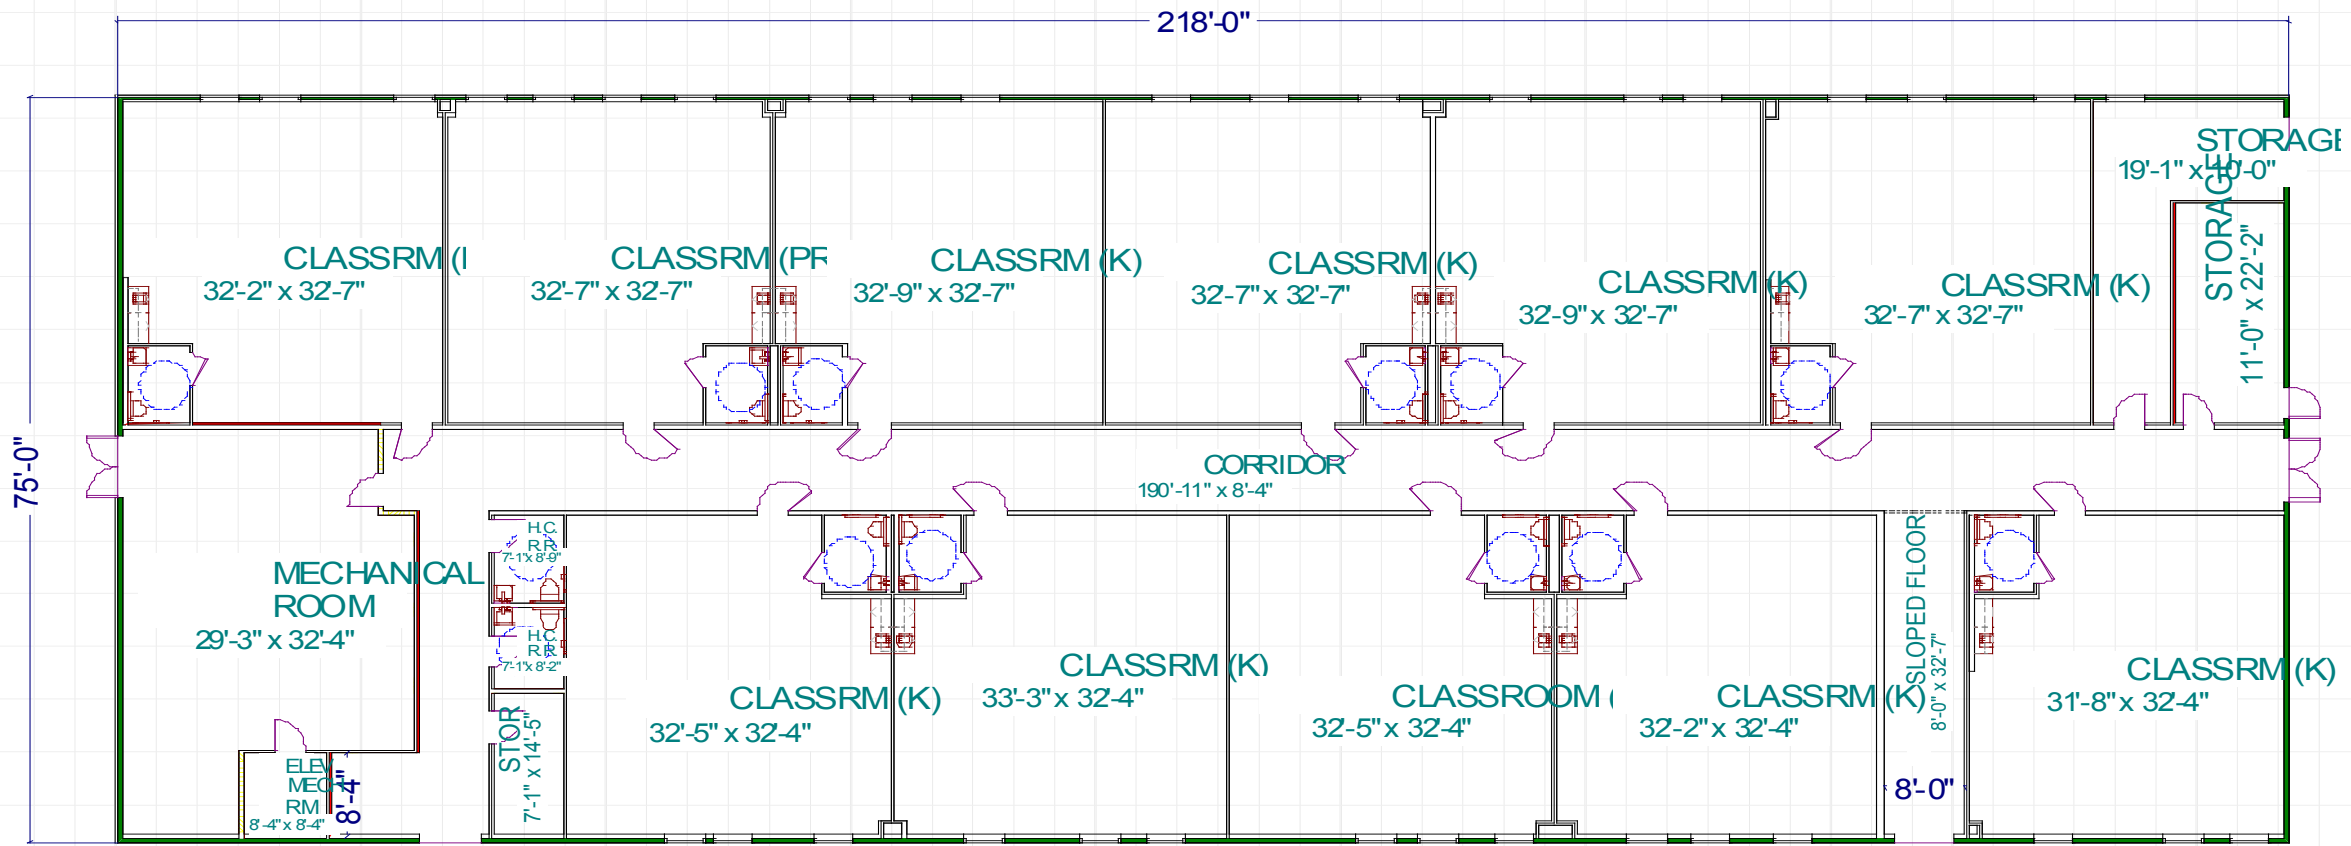 218'-0"
75'-0"
CLASSRM (
32'-2" x 32'-7"
CLASSRM (PR
32'-7" x 32'-7"
CLASSRM (K)
32'-9" x 32'-7"
CLASSRM (K)
32'-7" x 32'-7"
CLASSRM (K)
32'-9" x 32'-7"
CLASSRM (K)
32'-7" x 32'-7"
STORAGE
19'-1" x 10'-0"
STORAGE
11'-0" x 22'-2"
CORRIDOR
190'-11" x 8'-4"
MECHANICAL
ROOM
29'-3" x 32'-4"
ELEV
MECH
RM
8'-4" x 8'-4"
8'-4"
H.C.
R.R.
7'-1"x 8'-9"
H.C.
R.R.
7'-1"x 8'-2"
STOR
7'-1" x 14'-5"
CLASSRM (K)
32'-5" x 32'-4"
CLASSRM (K)
33'-3" x 32'-4"
CLASSROOM (
32'-5" x 32'-4"
CLASSRM (K)
32'-2" x 32'-4"
SLOPED FLOOR
8'-0" x 32'-7"
8'-0"
CLASSRM (K)
31'-8" x 32'-4"